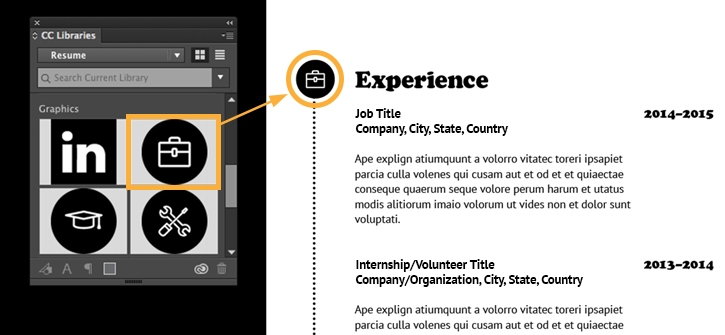 CC Libraries
Resume
Search Current Library
Graphics
in
Experience
Job Title
2014–2015
Company, City, State, Country
Ape explign atiumquunt a volorro vitatec toreri ipsapiet
parcia culla volenes qui cusam aut et od et et quiaectae
conseque quaerum seque volore perum harum et utatus
modis alitiorum imaio volorum ut vides non et dolor sunt
voluptati.
Internship/Volunteer Title
2013–2014
Company/Organization, City, State, Country
Ape explign atiumquunt a volorro vitatec toreri ipsapiet
parcia culla volenes qui cusam aut et od et et quiaectae